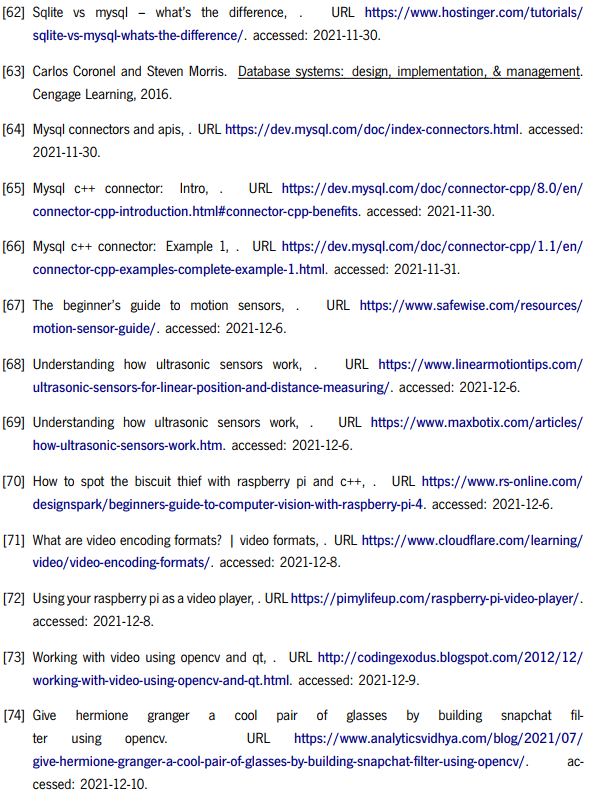 [62] Sqlite vs mysql – what's the difference, . URL https://www.hostinger.com/tutorials/
sqlite-vs-mysql-whats-the-difference/. accessed: 2021-11-30.
[63] Carlos Coronel and Steven Morris. Database systems: design, implementation, & management.
Cengage Learning, 2016.
[64] Mysql connectors and apis, . URL https://dev.mysql.com/doc/index-connectors.html. accessed:
2021-11-30.
[65] Mysql c++ connector: Intro, . URL https://dev.mysql.com/doc/connector-cpp/8.0/en/
connector-cpp-introduction.html#connector-cpp-benefits. accessed: 2021-11-30.
[66] Mysql c++ connector: Example 1, . URL https://dev.mysql.com/doc/connector-cpp/1.1/en/
connector-cpp-examples-complete-example-1.html. accessed: 2021-11-31.
[67] The beginner's guide to motion sensors, . URL https://www.safewise.com/resources/
motion-sensor-guide/. accessed: 2021-12-6.
[68] Understanding how ultrasonic sensors work, . URL https://www.linearmotiontips.com/
ultrasonic-sensors-for-linear-position-and-distance-measuring/. accessed: 2021-12-6.
[69] Understanding how ultrasonic sensors work, . URL https://www.maxbotix.com/articles/
how-ultrasonic-sensors-work.htm. accessed: 2021-12-6.
[70] How to spot the biscuit thief with raspberry pi and c++, . URL https://www.rs-online.com/
designspark/beginners-guide-to-computer-vision-with-raspberry-pi-4. accessed: 2021-12-6.
[71] What are video encoding formats? | video formats, . URL https://www.cloudflare.com/learning/
video/video-encoding-formats/. accessed: 2021-12-8.
[72] Using your raspberry pi as a video player, . URL https://pimylifeup.com/raspberry-pi-video-player/.
accessed: 2021-12-8.
[73] Working with video using opencv and qt, . URL http://codingexodus.blogspot.com/2012/12/
working-with-video-using-opencv-and-qt.html. accessed: 2021-12-9.
[74] Give hermione granger a cool pair of glasses by building snapchat fil-
ter using opencv. URL https://www.analyticsvidhya.com/blog/2021/07/
give-hermione-granger-a-cool-pair-of-glasses-by-building-snapchat-filter-using-opencv/. ac-
cessed: 2021-12-10.